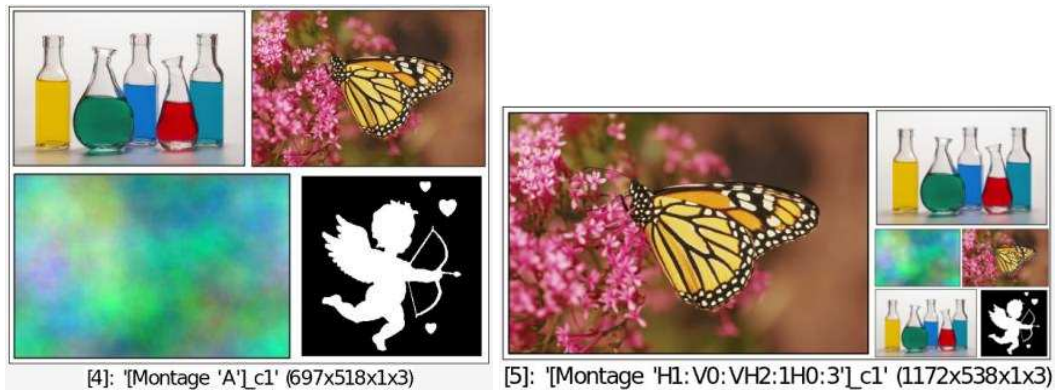 [4]: '[Montage 'A']_c1' (697x518x1x3)
[5]: '[Montage 'H1:V0:VH2:1H0:3']_c1' (1172x538x1x3)